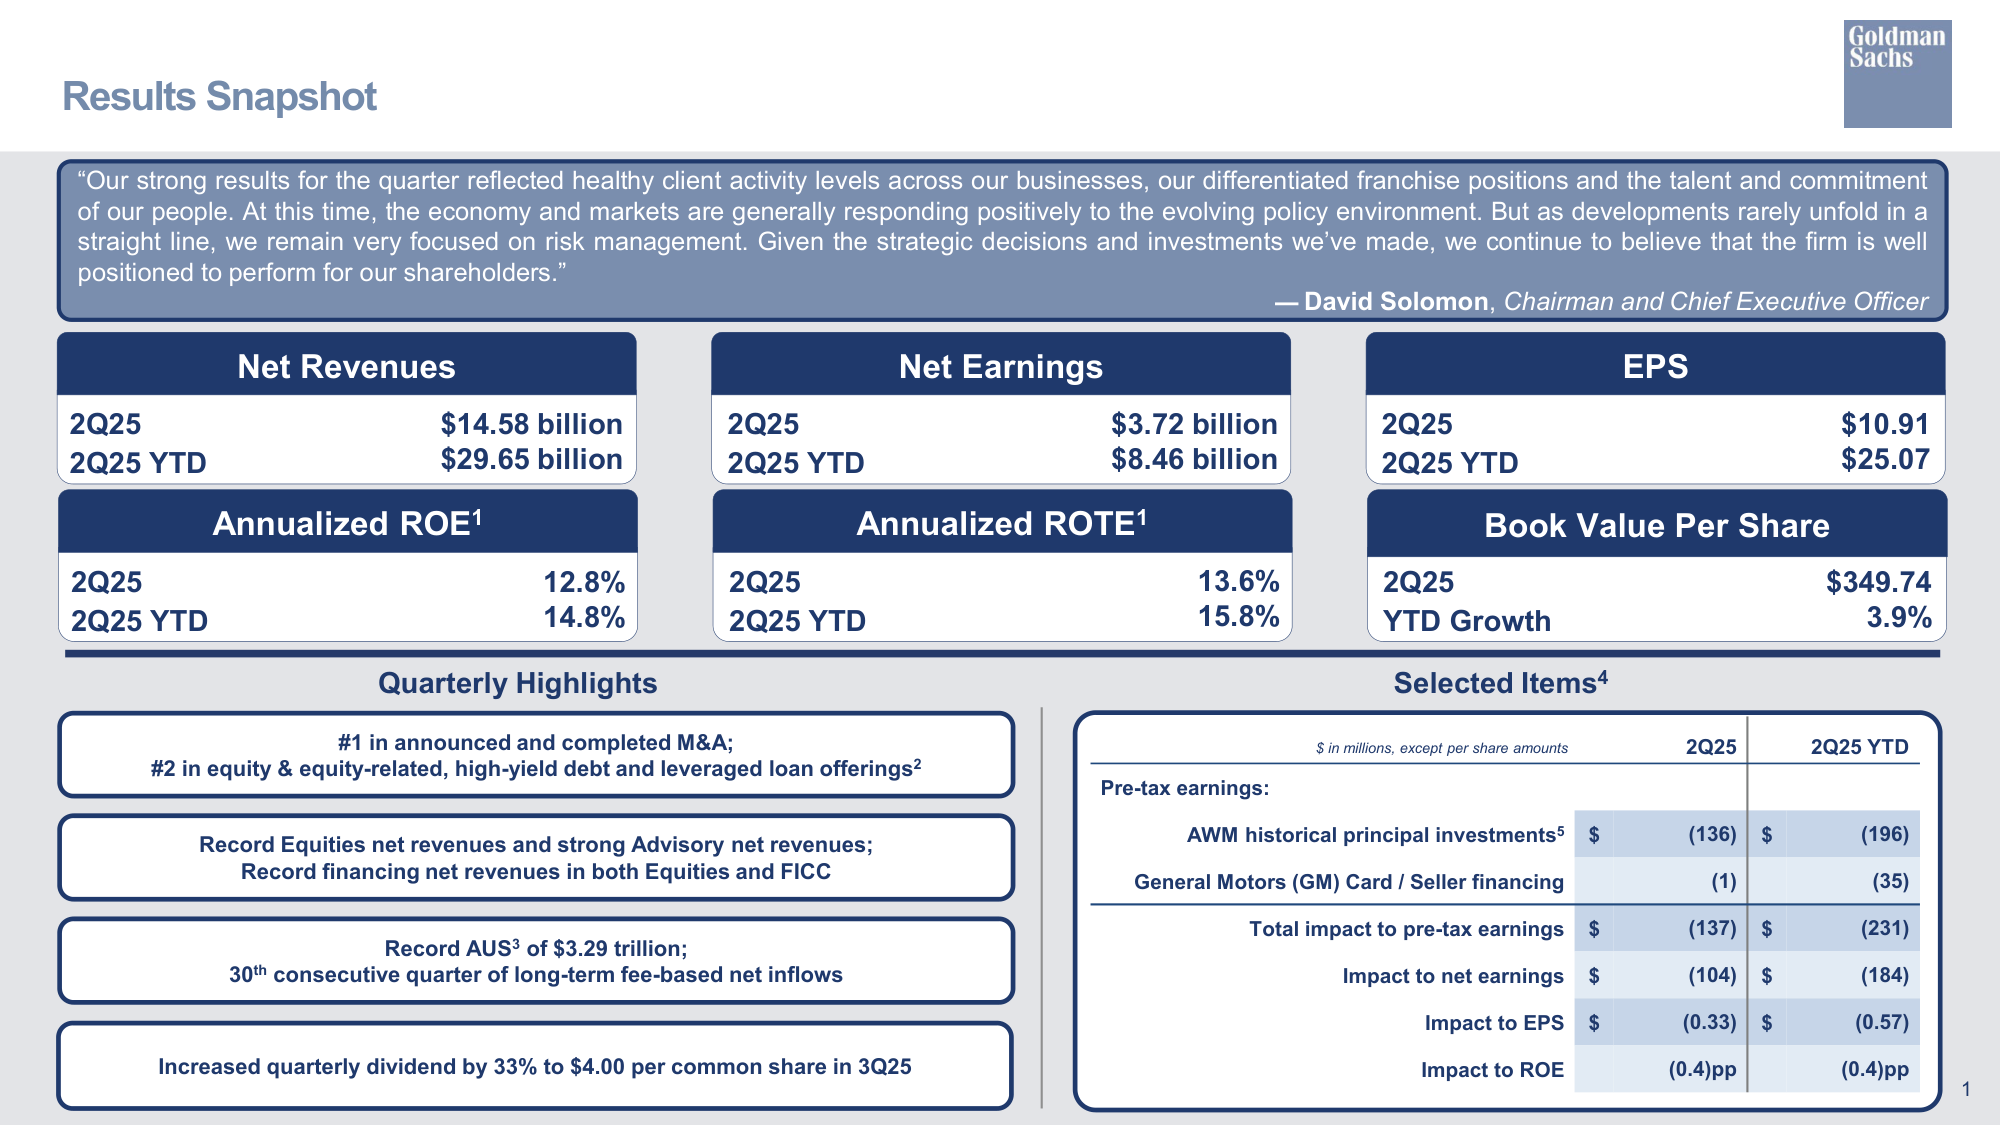 Goldman
Sachs
Results Snapshot
“Our strong results for the quarter reflected healthy client activity levels across our businesses, our differentiated franchise positions and the talent and commitment
of our people. At this time, the economy and markets are generally responding positively to the evolving policy environment. But as developments rarely unfold in a
straight line, we remain very focused on risk management. Given the strategic decisions and investments we’ve made, we continue to believe that the firm is well
positioned to perform for our shareholders.”
— David Solomon, Chairman and Chief Executive Officer
Net Revenues
2Q25 $14.58 billion
2Q25 YTD $29.65 billion
Net Earnings
2Q25 $3.72 billion
2Q25 YTD $8.46 billion
EPS
2Q25 $10.91
2Q25 YTD $25.07
Annualized ROE¹
2Q25 12.8%
2Q25 YTD 14.8%
Annualized ROTE¹
2Q25 13.6%
2Q25 YTD 15.8%
Book Value Per Share
2Q25 $349.74
YTD Growth 3.9%
Quarterly Highlights
#1 in announced and completed M&A;
#2 in equity & equity-related, high-yield debt and leveraged loan offerings²
Record Equities net revenues and strong Advisory net revenues;
Record financing net revenues in both Equities and FICC
Record AUS³ of $3.29 trillion;
30th consecutive quarter of long-term fee-based net inflows
Increased quarterly dividend by 33% to $4.00 per common share in 3Q25
Selected Items⁴
$ in millions, except per share amounts 2Q25 2Q25 YTD
Pre-tax earnings:
AWM historical principal investments⁵ $ (136) $ (196)
General Motors (GM) Card / Seller financing (1) (35)
Total impact to pre-tax earnings $ (137) $ (231)
Impact to net earnings $ (104) $ (184)
Impact to EPS $ (0.33) $ (0.57)
Impact to ROE (0.4)pp (0.4)pp
1